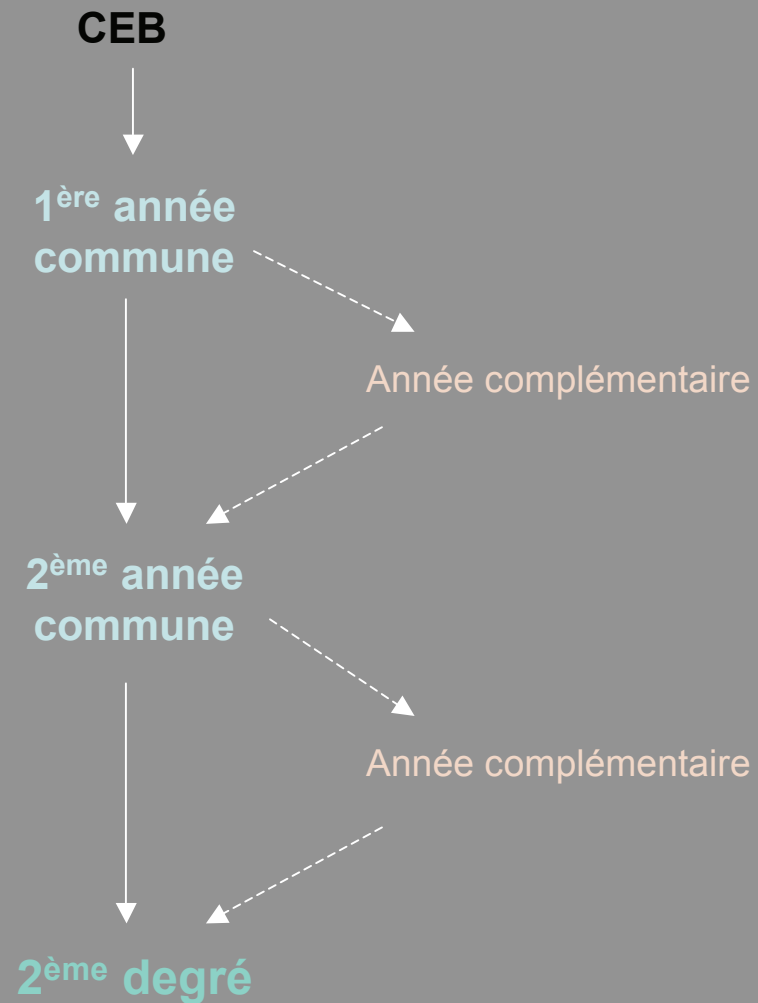 CEB
1ère année
commune
Année complémentaire
2ème année
commune
Année complémentaire
2ème degré